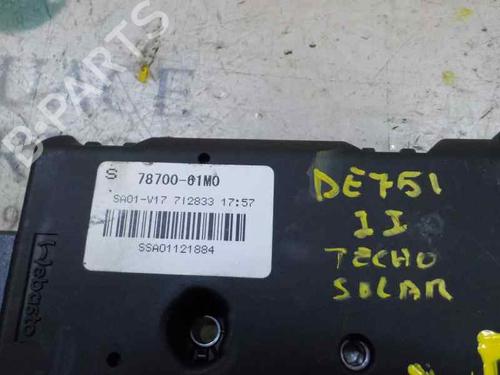 B-PARTS
S 78700-61M0
SA01-V17 712833 17:57
SSA01121884
Webasto
DE751
II
TECHO
SOLAR